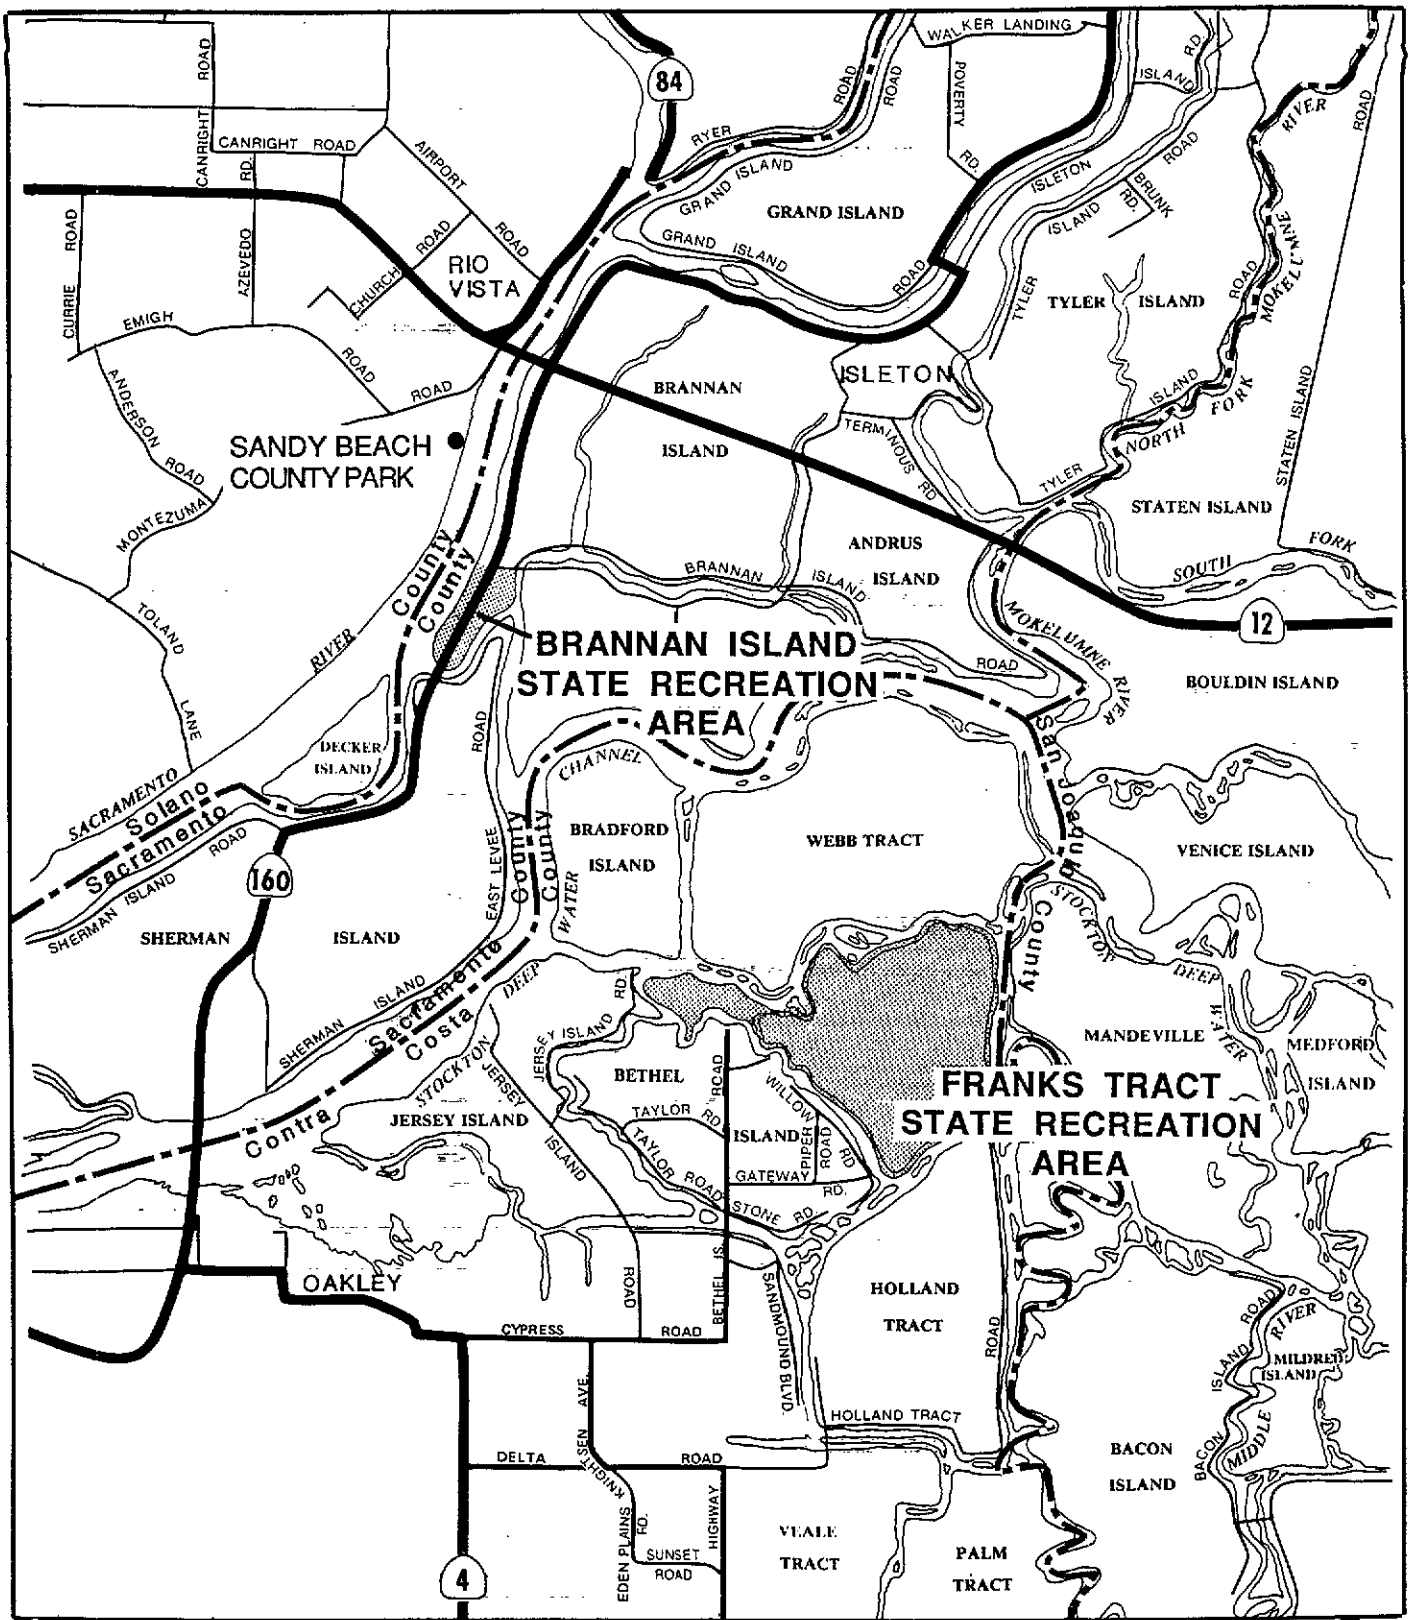 WALKER LANDING
RD.
ROAD
84
ROAD
ROAD
ISLAND
RIVER
ROAD
POVERTY
RD.
CANRIGHT
CANRIGHT ROAD
RYER
AIRPORT
ROAD
RD.
AZEVEDO
GRAND ISLAND
GRAND ISLAND
ISLETON
ROAD
BRUNK
RD.
ISLAND
TYLER
MOKELUMNE
ROAD
CURRIE ROAD
CHURCH ROAD
RIO
VISTA
GRAND ISLAND
ROAD
TYLER ISLAND
EMIGH
ROAD
ROAD
ANDERSON
ROAD
MONTEZUMA
BRANNAN
ISLAND
ISLETON
ISLAND
NORTH FORK
STATEN ISLAND
SANDY BEACH
COUNTY PARK
TERMINOUS
RD
TYLER
STATEN ISLAND
ANDRUS
ISLAND
SOUTH FORK
County
County
BRANNAN ISLAND
ROAD
MOKELUMNE
RIVER
12
TOLAND
LANE
RIVER
BRANNAN ISLAND
STATE RECREATION
AREA
BOULDIN ISLAND
DECKER
ISLAND
ROAD
CHANNEL
San Joaquin
SACRAMENTO
Solano
Sacramento
ROAD
SHERMAN ISLAND
160
EAST LEVEE
County
County
BRADFORD
ISLAND
WATER
WEBB TRACT
VENICE ISLAND
STOCKTON
DEEP
WATER
County
SHERMAN ISLAND
SHERMAN ISLAND
Sacramento
Costa
Contra
DEEP
STOCKTON
RD.
JERSEY ISLAND
JERSEY
ISLAND
ROAD
JERSEY ISLAND
MANDEVILLE
MEDFORD
ISLAND
BETHEL
ISLAND
ROAD
WILLOW
RD
TAYLOR
RD
TAYLOR
ROAD
PIPER
ROAD
GATEWAY
RD.
STONE RD.
FRANKS TRACT
STATE RECREATION
AREA
OAKLEY
BETHEL IS.
SANDMOUND BLVD.
HOLLAND
TRACT
ROAD
CYPRESS ROAD
ROAD
RIVER
MILDRED
ISLAND
BACON ISLAND
MIDDLE
KNIGHTSEN AVE.
HOLLAND TRACT
BACON
ISLAND
DELTA ROAD
EDEN PLAINS
RD.
HIGHWAY
SUNSET
ROAD
VEALE
TRACT
PALM
TRACT
4